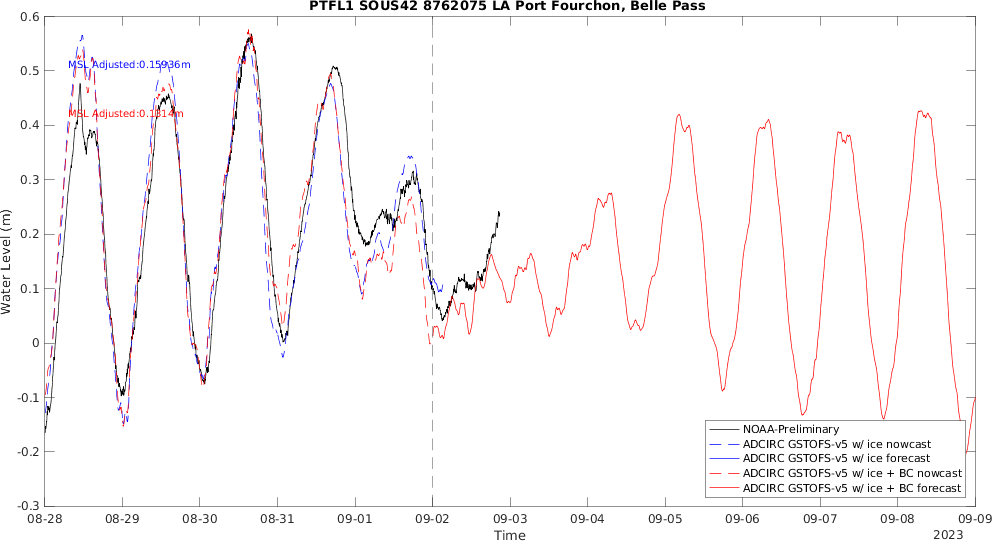 PTFL1 SOUS42 8762075 LA Port Fourchon, Belle Pass
0.6
0.5
0.4
0.3
0.2
0.1
0
-0.1
-0.2
-0.3
Water Level (m)
MSL Adjusted:0.15936m
MSL Adjusted:0.1314m
NOAA-Preliminary
ADCIRC GSTOFS-v5 w/ ice nowcast
ADCIRC GSTOFS-v5 w/ ice forecast
ADCIRC GSTOFS-v5 w/ ice + BC nowcast
ADCIRC GSTOFS-v5 w/ ice + BC forecast
08-28 08-29 08-30 08-31 09-01 09-02 09-03 09-04 09-05 09-06 09-07 09-08 09-09
Time
2023